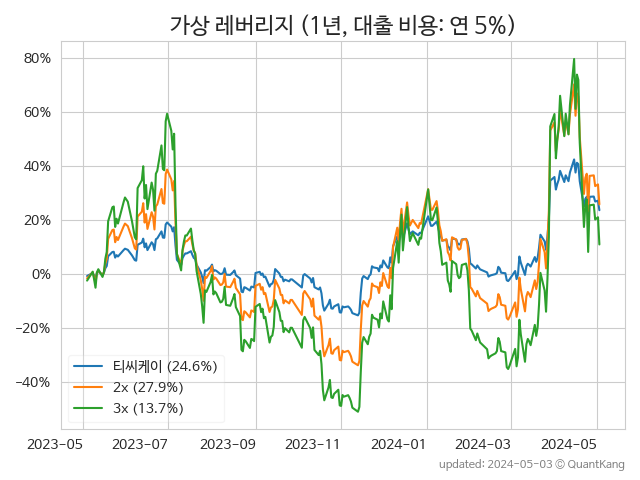 가상 레버리지 (1년, 대출 비용: 연 5%)
80%
60%
40%
20%
0%
−20%
−40%
티씨케이 (24.6%)
2x (27.9%)
3x (13.7%)
2023-05 2023-07 2023-09 2023-11 2024-01 2024-03 2024-05
updated: 2024-05-03 ⓒ QuantKang